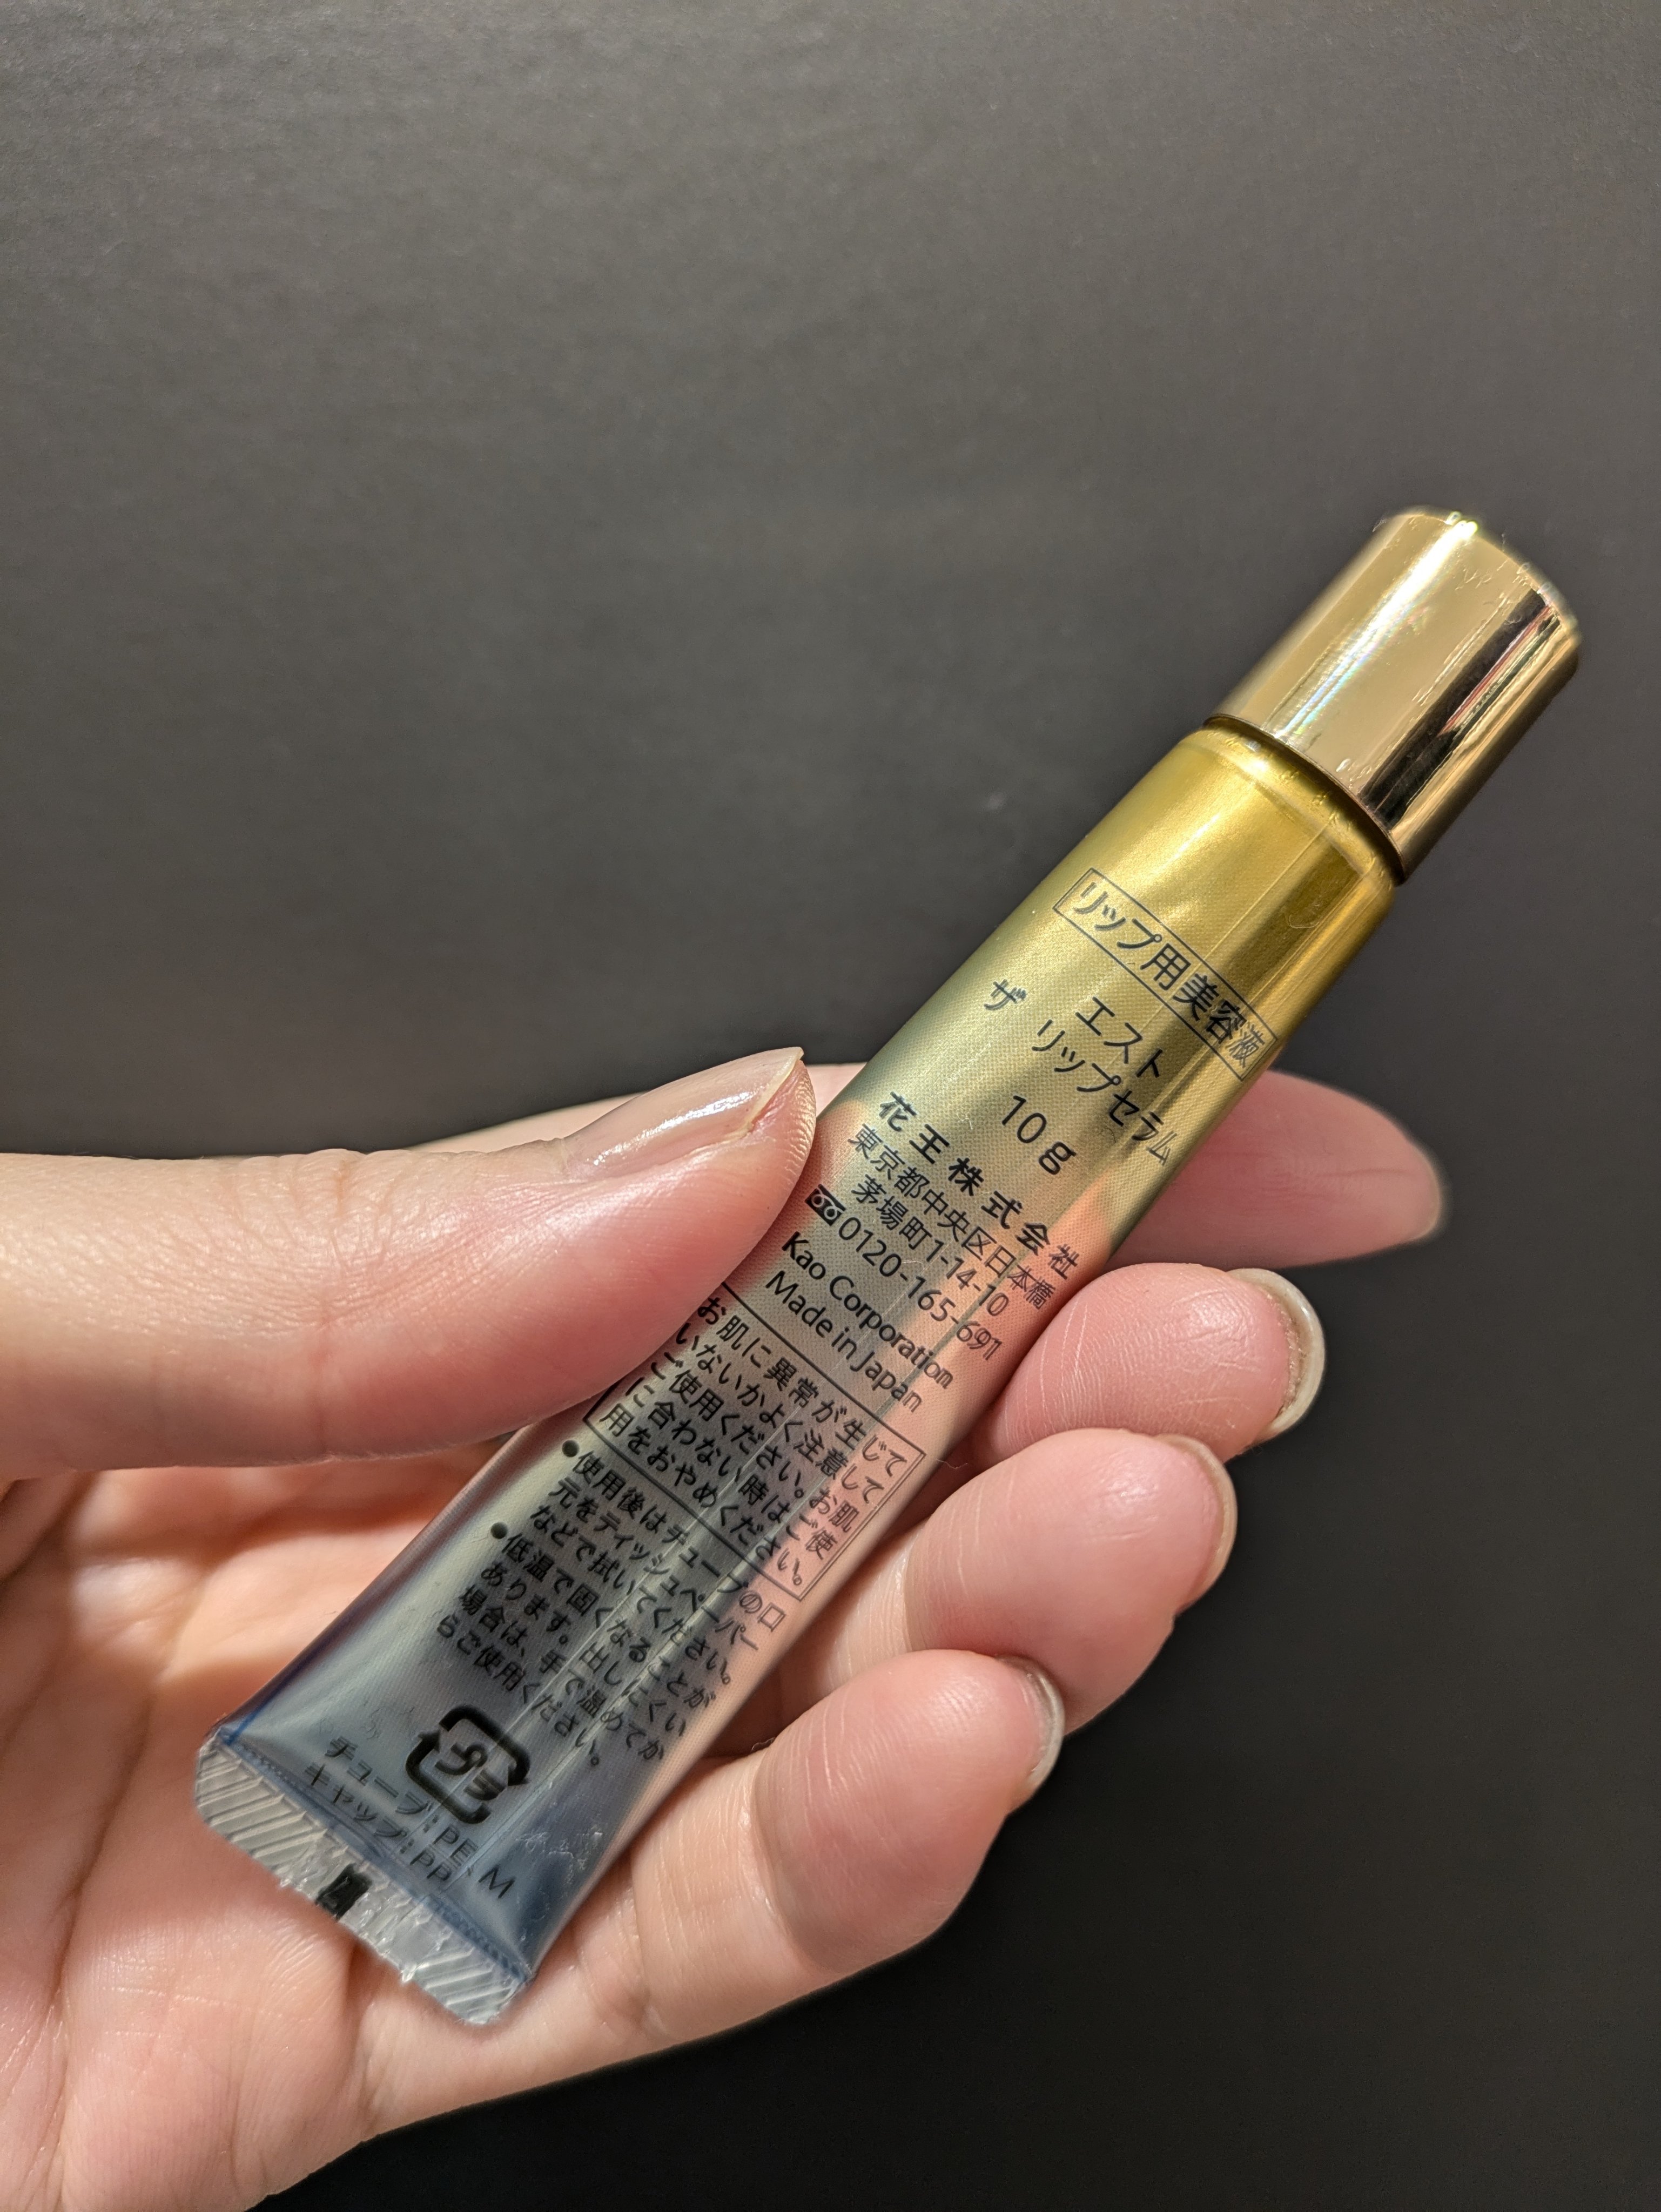 リップ用美容液
エスト
ザ リップセラム
10g
花王株式会社
東京都中央区日本橋
茅場町1-14-10
0120-165-691
Kao Corporation
Made in Japan
お肌に異常が生じて
いないかよく注意して
ご使用ください。お肌
に合わない時はご使
用をおやめください。
●使用後はチューブの口
元をティッシュペーパー
などで拭いてください。
●低温で固くなることが
あります。出しにくい
場合は、手で温めてか
らご使用ください。
プラ
チューブ:PE, M
キャップ:PP